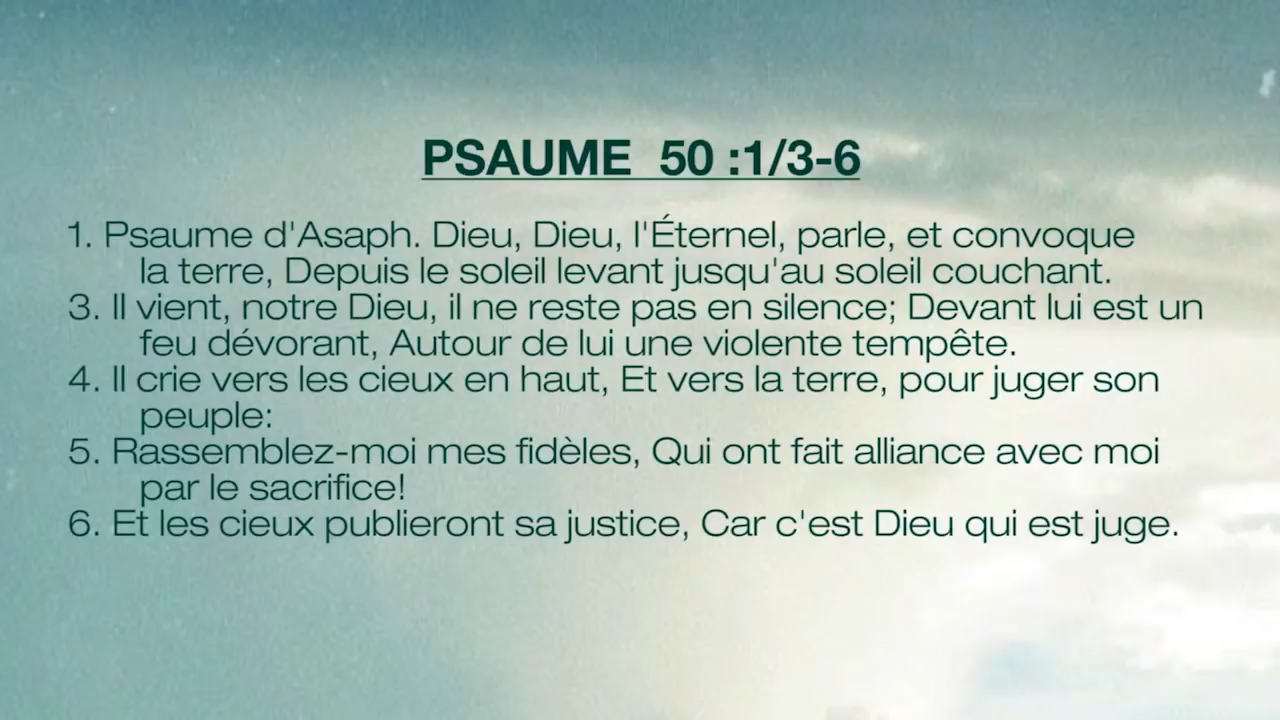 PSAUME 50 :1/3-6
1. Psaume d'Asaph. Dieu, Dieu, l'Éternel, parle, et convoque
la terre, Depuis le soleil levant jusqu'au soleil couchant.
3. Il vient, notre Dieu, il ne reste pas en silence; Devant lui est un
feu dévorant, Autour de lui une violente tempête.
4. Il crie vers les cieux en haut, Et vers la terre, pour juger son
peuple:
5. Rassemblez-moi mes fidèles, Qui ont fait alliance avec moi
par le sacrifice!
6. Et les cieux publieront sa justice, Car c'est Dieu qui est juge.